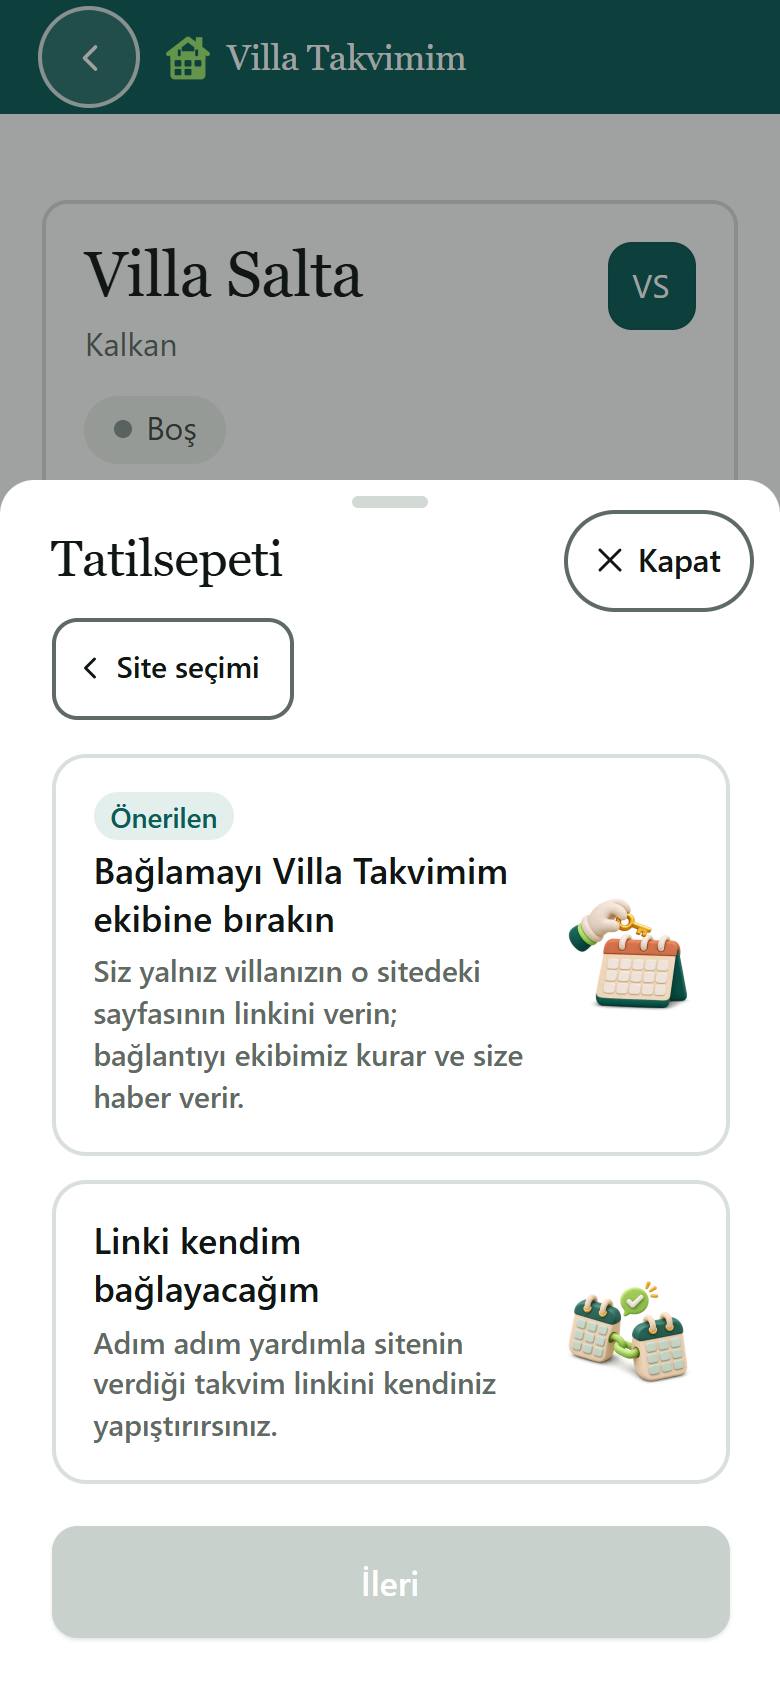 Villa Takvimim
Villa Salta
VS
Kalkan
Boş
Tatilsepeti
Kapat
Site seçimi
Önerilen
Bağlamayı Villa Takvimim
ekibine bırakın
Siz yalnız villanızın o sitedeki
sayfasının linkini verin;
bağlantıyı ekibimiz kurar ve size
haber verir.
Linki kendim
bağlayacağım
Adım adım yardımla sitenin
verdiği takvim linkini kendiniz
yapıştırırsınız.
İleri